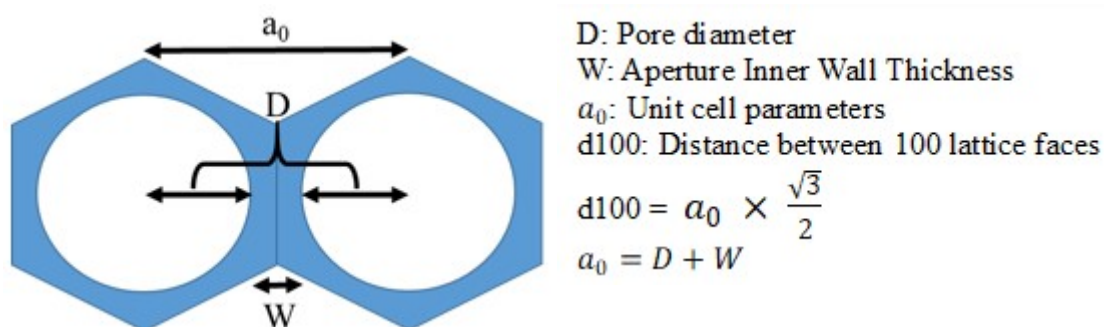 a₀
D
W
D: Pore diameter
W: Aperture Inner Wall Thickness
a₀: Unit cell parameters
d100: Distance between 100 lattice faces
d100 = a₀ × √3/2
a₀ = D + W